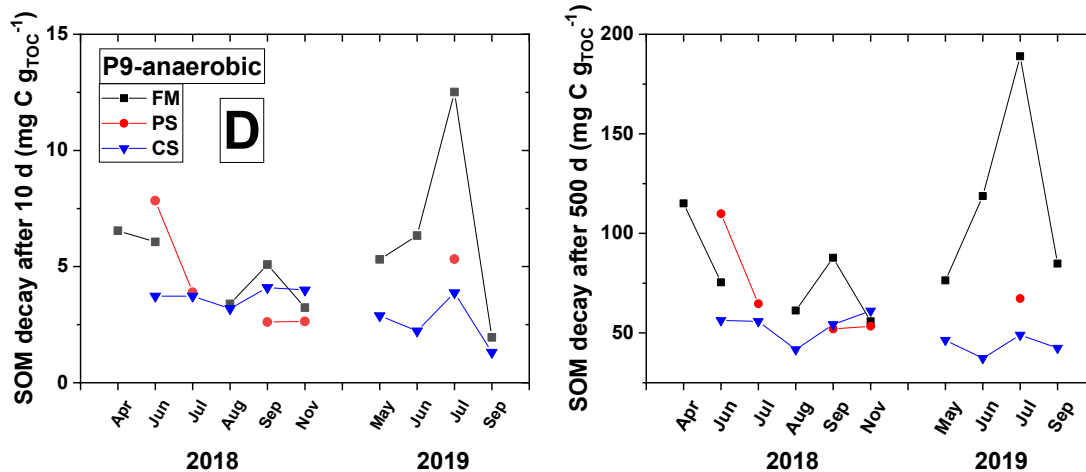 SOM decay after 10 d (mg C gTOC⁻¹)
15
10
5
0
P9-anaerobic
FM
PS
CS
D
Apr
Jun
Jul
Aug
Sep
Nov
May
Jun
Jul
Sep
2018
2019
SOM decay after 500 d (mg C gTOC⁻¹)
200
150
100
50
Apr
Jun
Jul
Aug
Sep
Nov
May
Jun
Jul
Sep
2018
2019